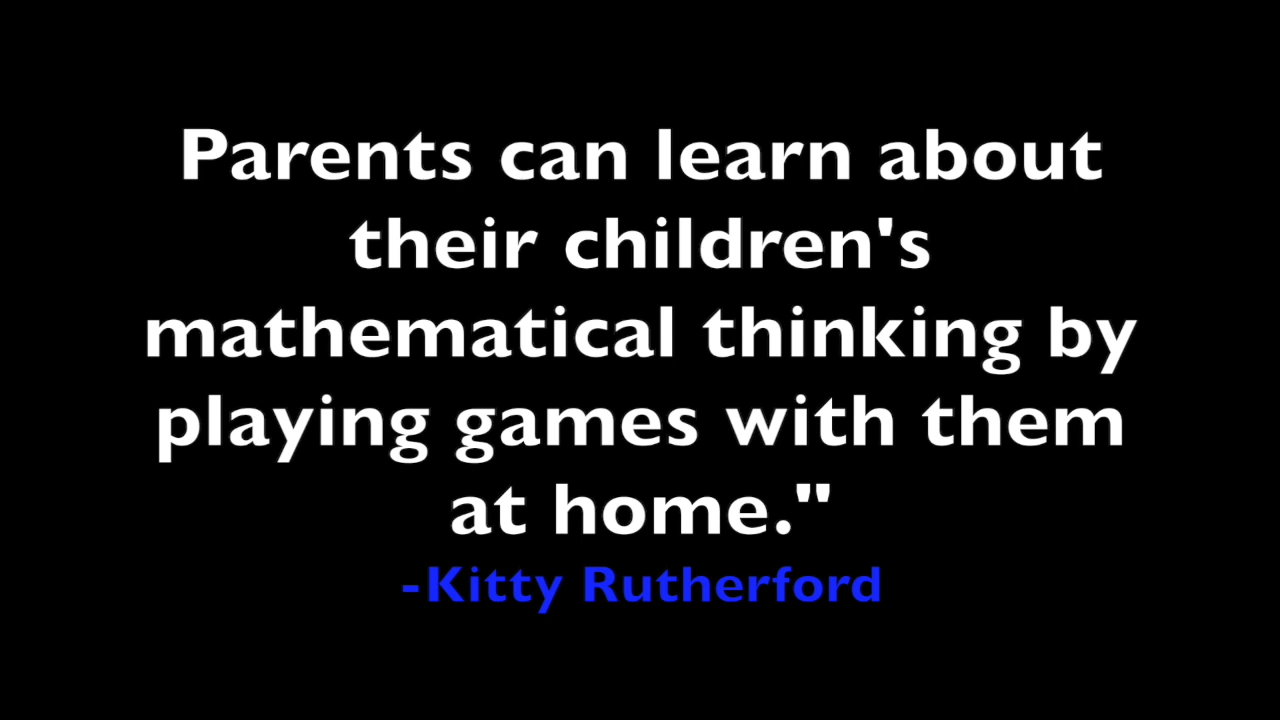 Parents can learn about
their children's
mathematical thinking by
playing games with them
at home."
-Kitty Rutherford